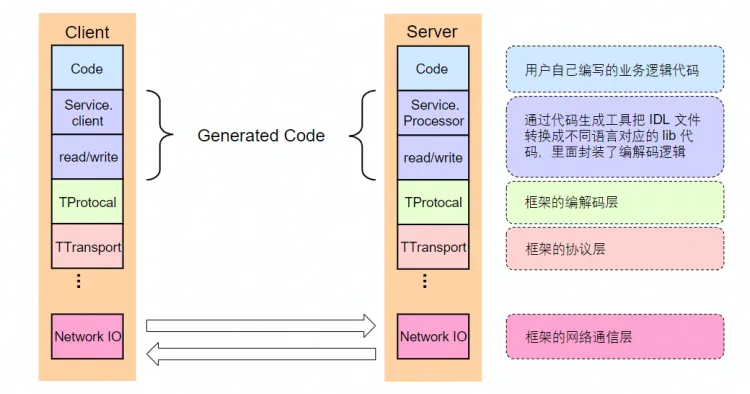 Client
Server
Code
Code
用户自己编写的业务逻辑代码
Service.
client
Service.
Processor
Generated Code
通过代码生成工具把 IDL 文件
转换成不同语言对应的 lib 代
码，里面封装了编解码逻辑
read/write
read/write
TProtocal
TProtocal
框架的编解码层
TTransport
TTransport
框架的协议层
Network IO
Network IO
框架的网络通信层